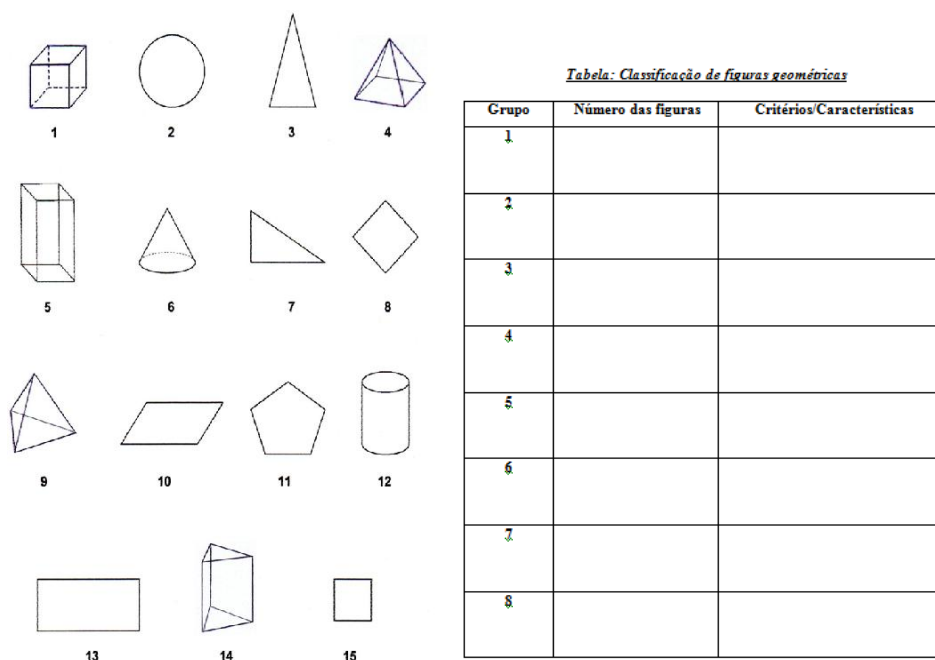 1 2 3 4
5 6 7 8
9 10 11 12
13 14 15
Tabela: Classificação de figuras geométricas
Grupo Número das figuras Critérios/Características
1
2
3
4
5
6
7
8